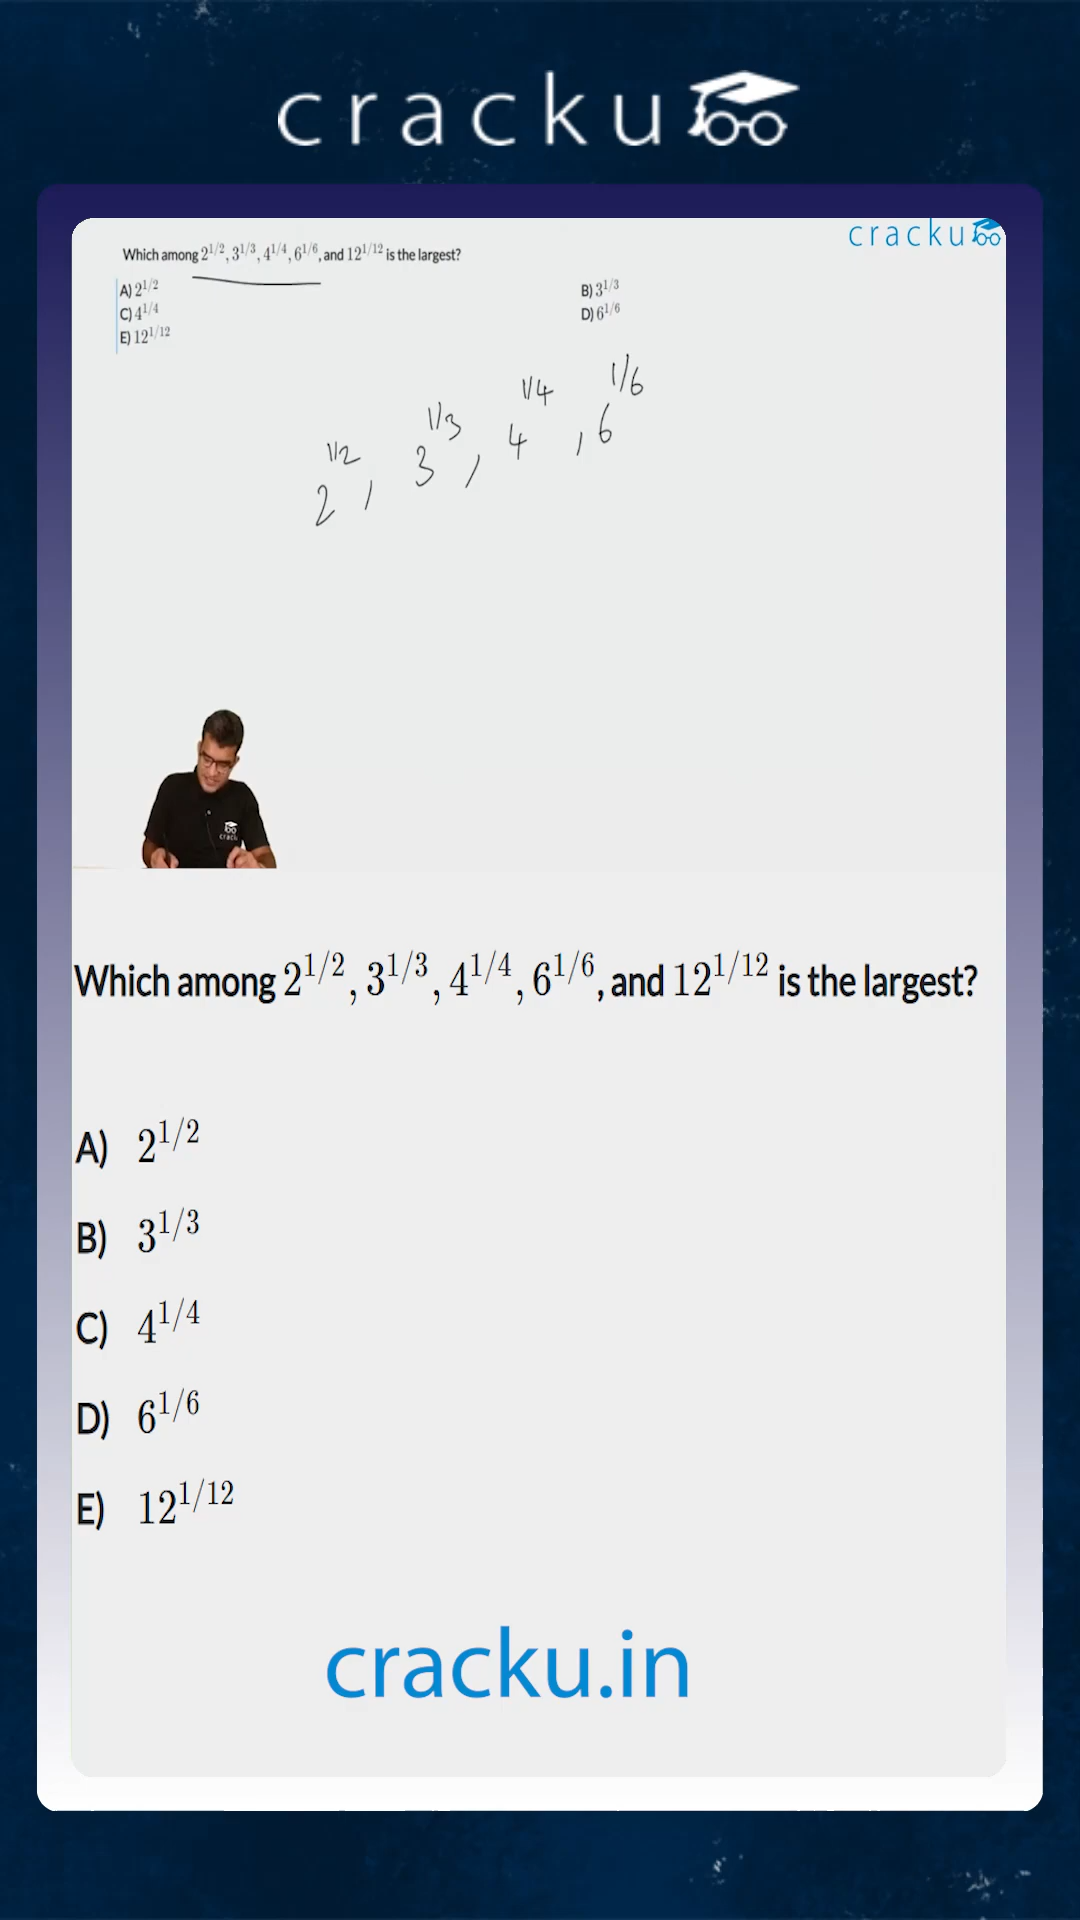 cracku
cracku
Which among 2^{1/2}, 3^{1/3}, 4^{1/4}, 6^{1/6}, and 12^{1/12} is the largest?
A) 2^{1/2} B) 3^{1/3}
C) 4^{1/4} D) 6^{1/6}
E) 12^{1/12}
2^{1/2}, 3^{1/3}, 4^{1/4}, 6^{1/6}
cracku
Which among 2^{1/2}, 3^{1/3}, 4^{1/4}, 6^{1/6}, and 12^{1/12} is the largest?
A) 2^{1/2}
B) 3^{1/3}
C) 4^{1/4}
D) 6^{1/6}
E) 12^{1/12}
cracku.in